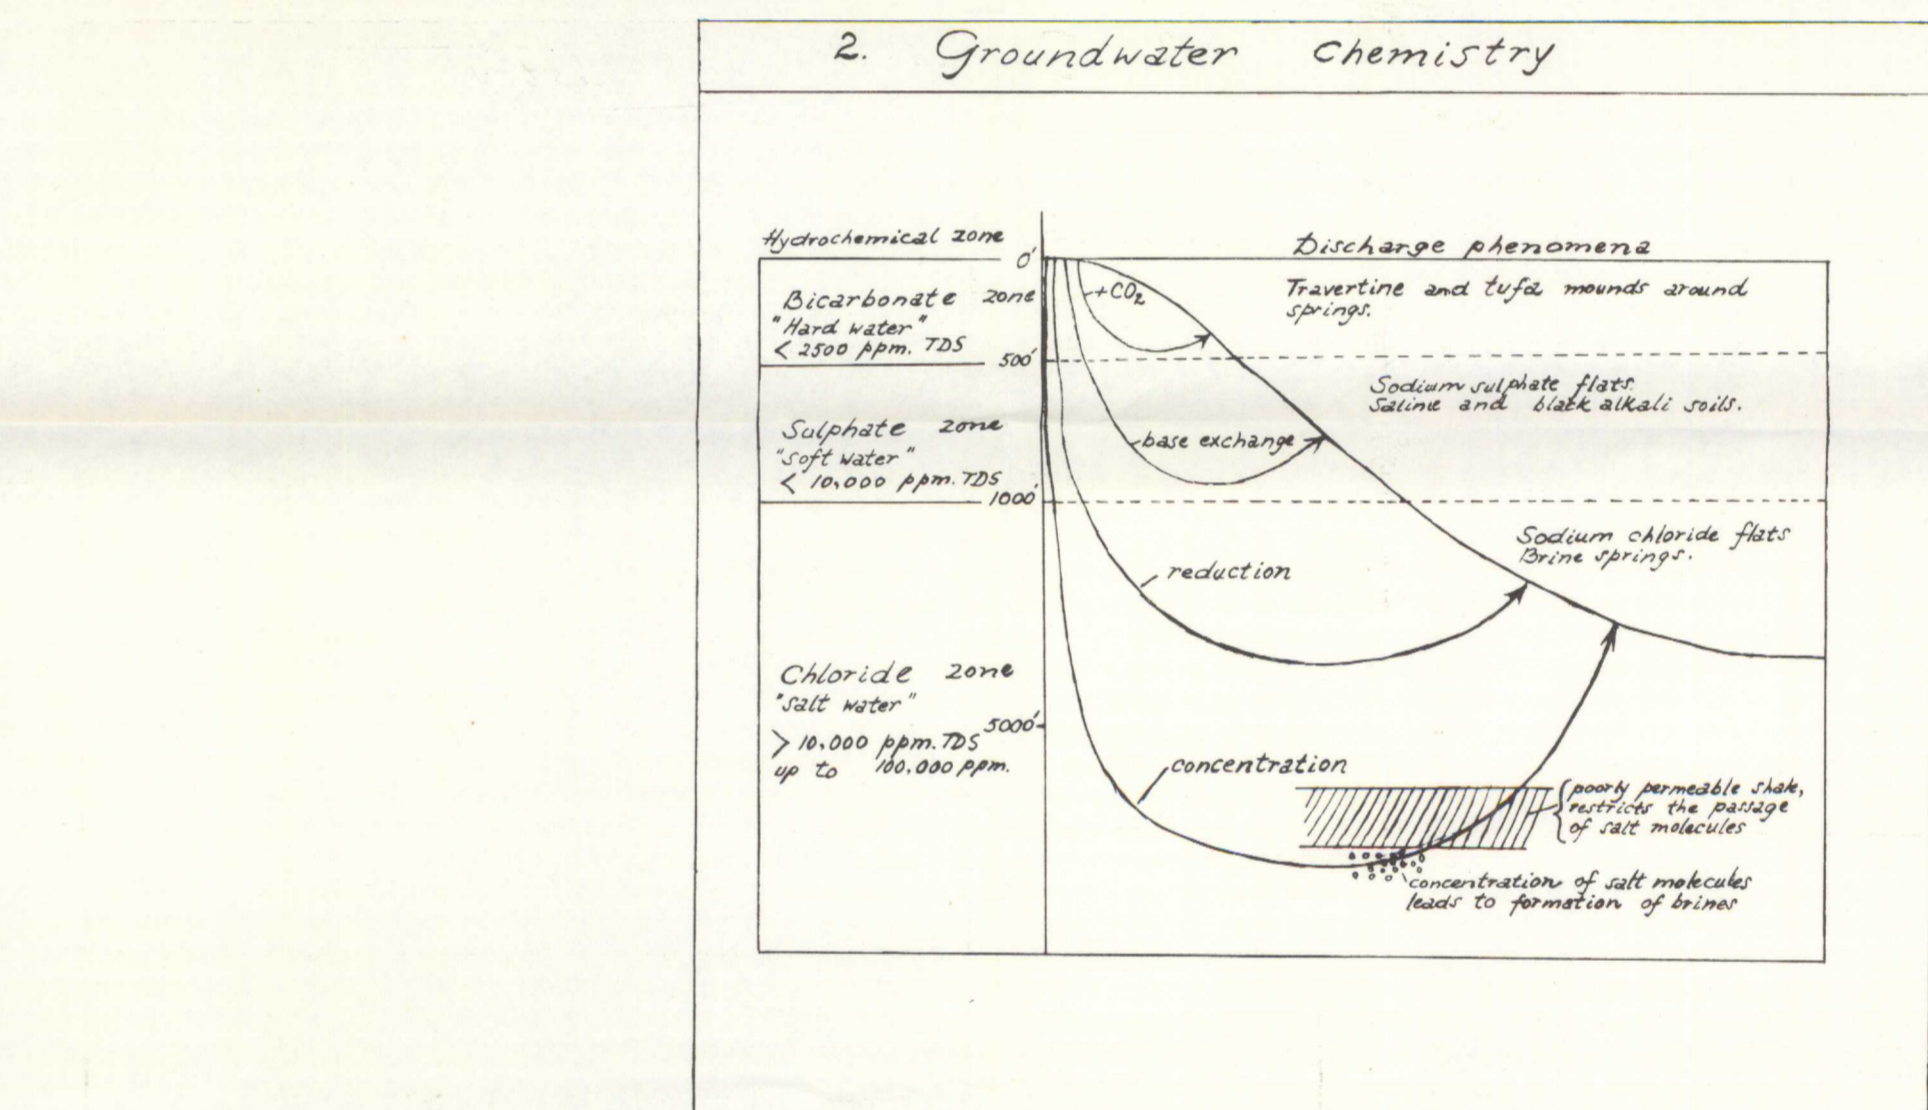 2. Groundwater Chemistry
Hydrochemical zone
0'
Bicarbonate zone
"Hard water"
< 2500 ppm. TDS
500'
Sulphate zone
"Soft water"
< 10,000 ppm. TDS
1000'
Chloride zone
"Salt water"
5000'
> 10,000 ppm. TDS
up to 100,000 ppm.
Discharge phenomena
+CO2
Travertine and tufa mounds around
springs.
Sodium sulphate flats.
Saline and black alkali soils.
base exchange
Sodium chloride flats
Brine springs.
reduction
concentration
poorly permeable shale,
restricts the passage
of salt molecules
concentration of salt molecules
leads to formation of brines